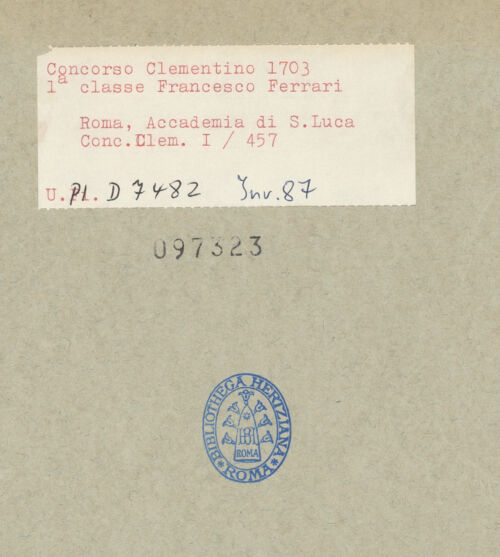 Concorso Clementino 1703
1a classe Francesco Ferrari
Roma, Accademia di S.Luca
Conc.Clem. I / 457
U.Pl. D 7482 Inv.87
097323
BIBLIOTHECA HERTZIANA
ROMA
*ROMA*